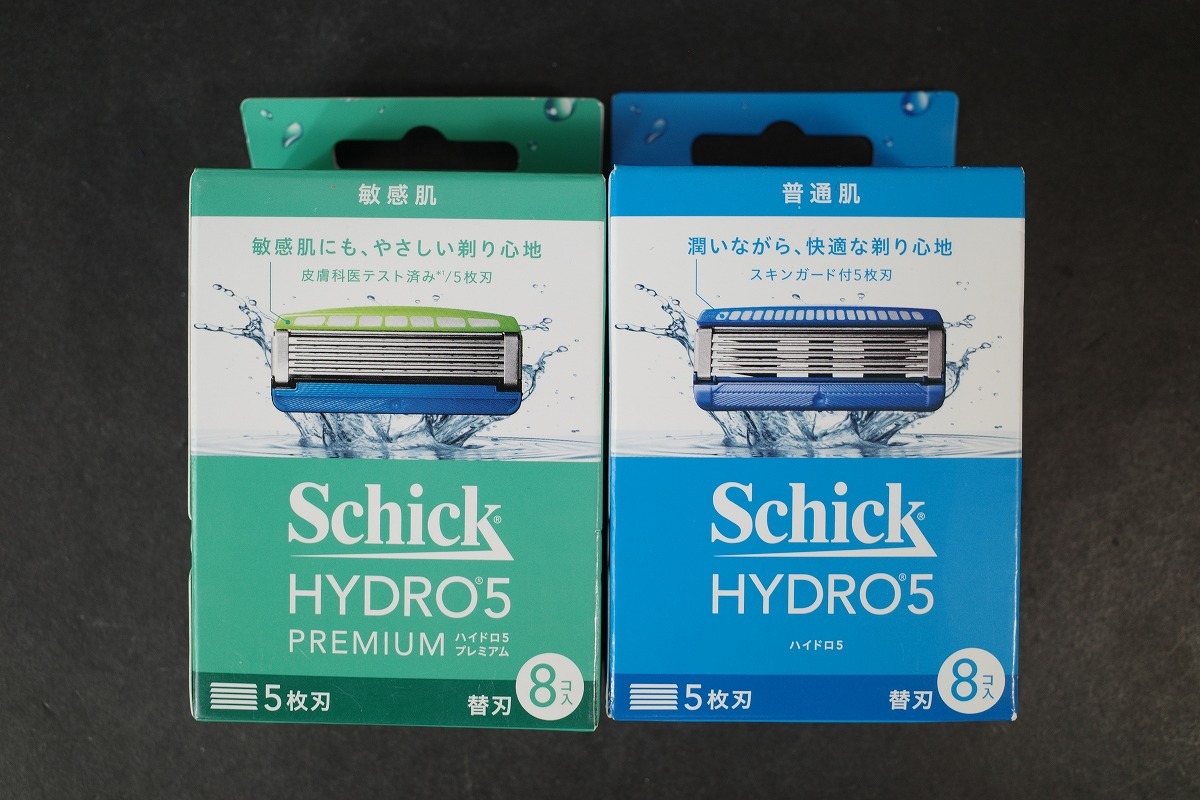 敏感肌
敏感肌にも、やさしい剃り心地
皮膚科医テスト済み*1/5枚刃
Schick®
HYDRO®5
PREMIUM ハイドロ5
プレミアム
5枚刃
替刃
8コ入
普通肌
潤いながら、快適な剃り心地
スキンガード付5枚刃
Schick®
HYDRO®5
ハイドロ5
5枚刃
替刃
8コ入